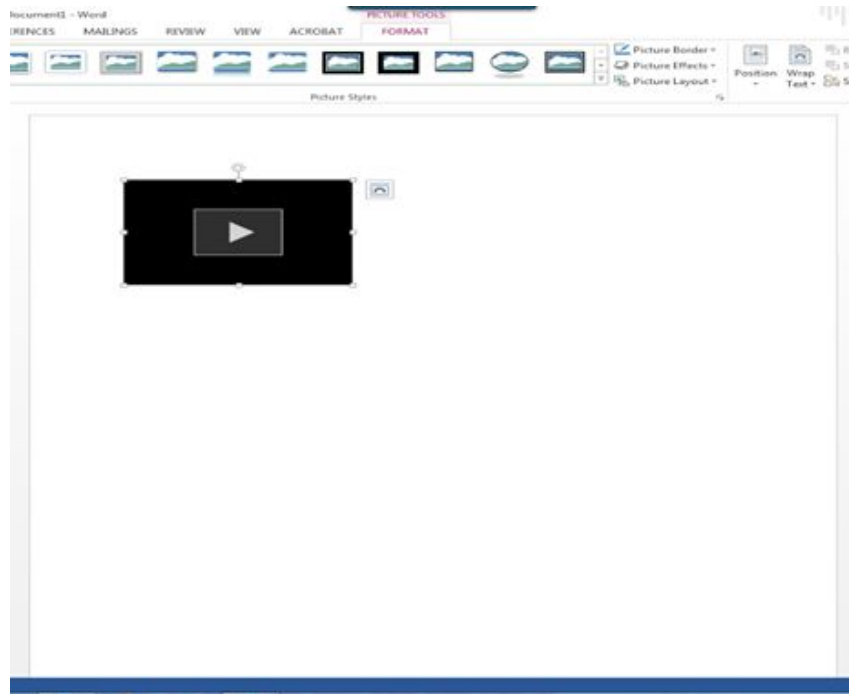 Document1 - Word
PICTURE TOOLS
MAILINGS REVIEW VIEW ACROBAT FORMAT
Picture Border
Picture Effects
Picture Layout
Position
Wrap
Text
Picture Styles